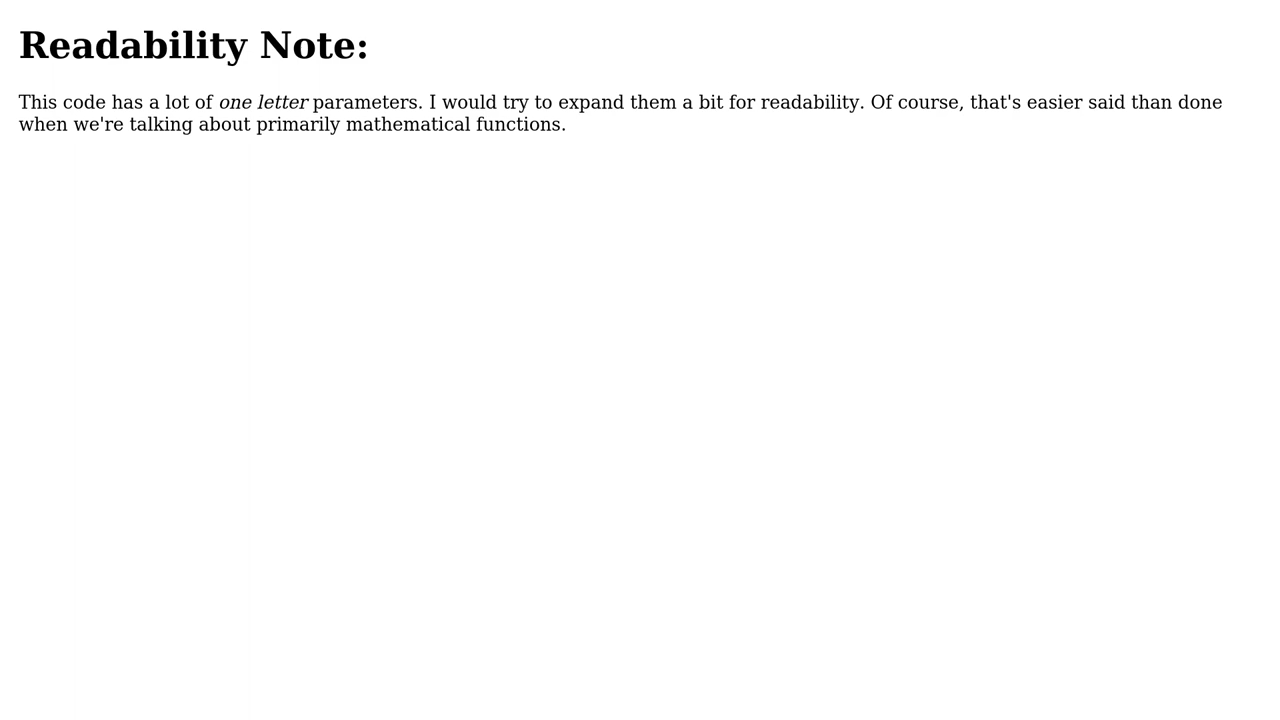 Readability Note:
This code has a lot of one letter parameters. I would try to expand them a bit for readability. Of course, that's easier said than done
when we're talking about primarily mathematical functions.